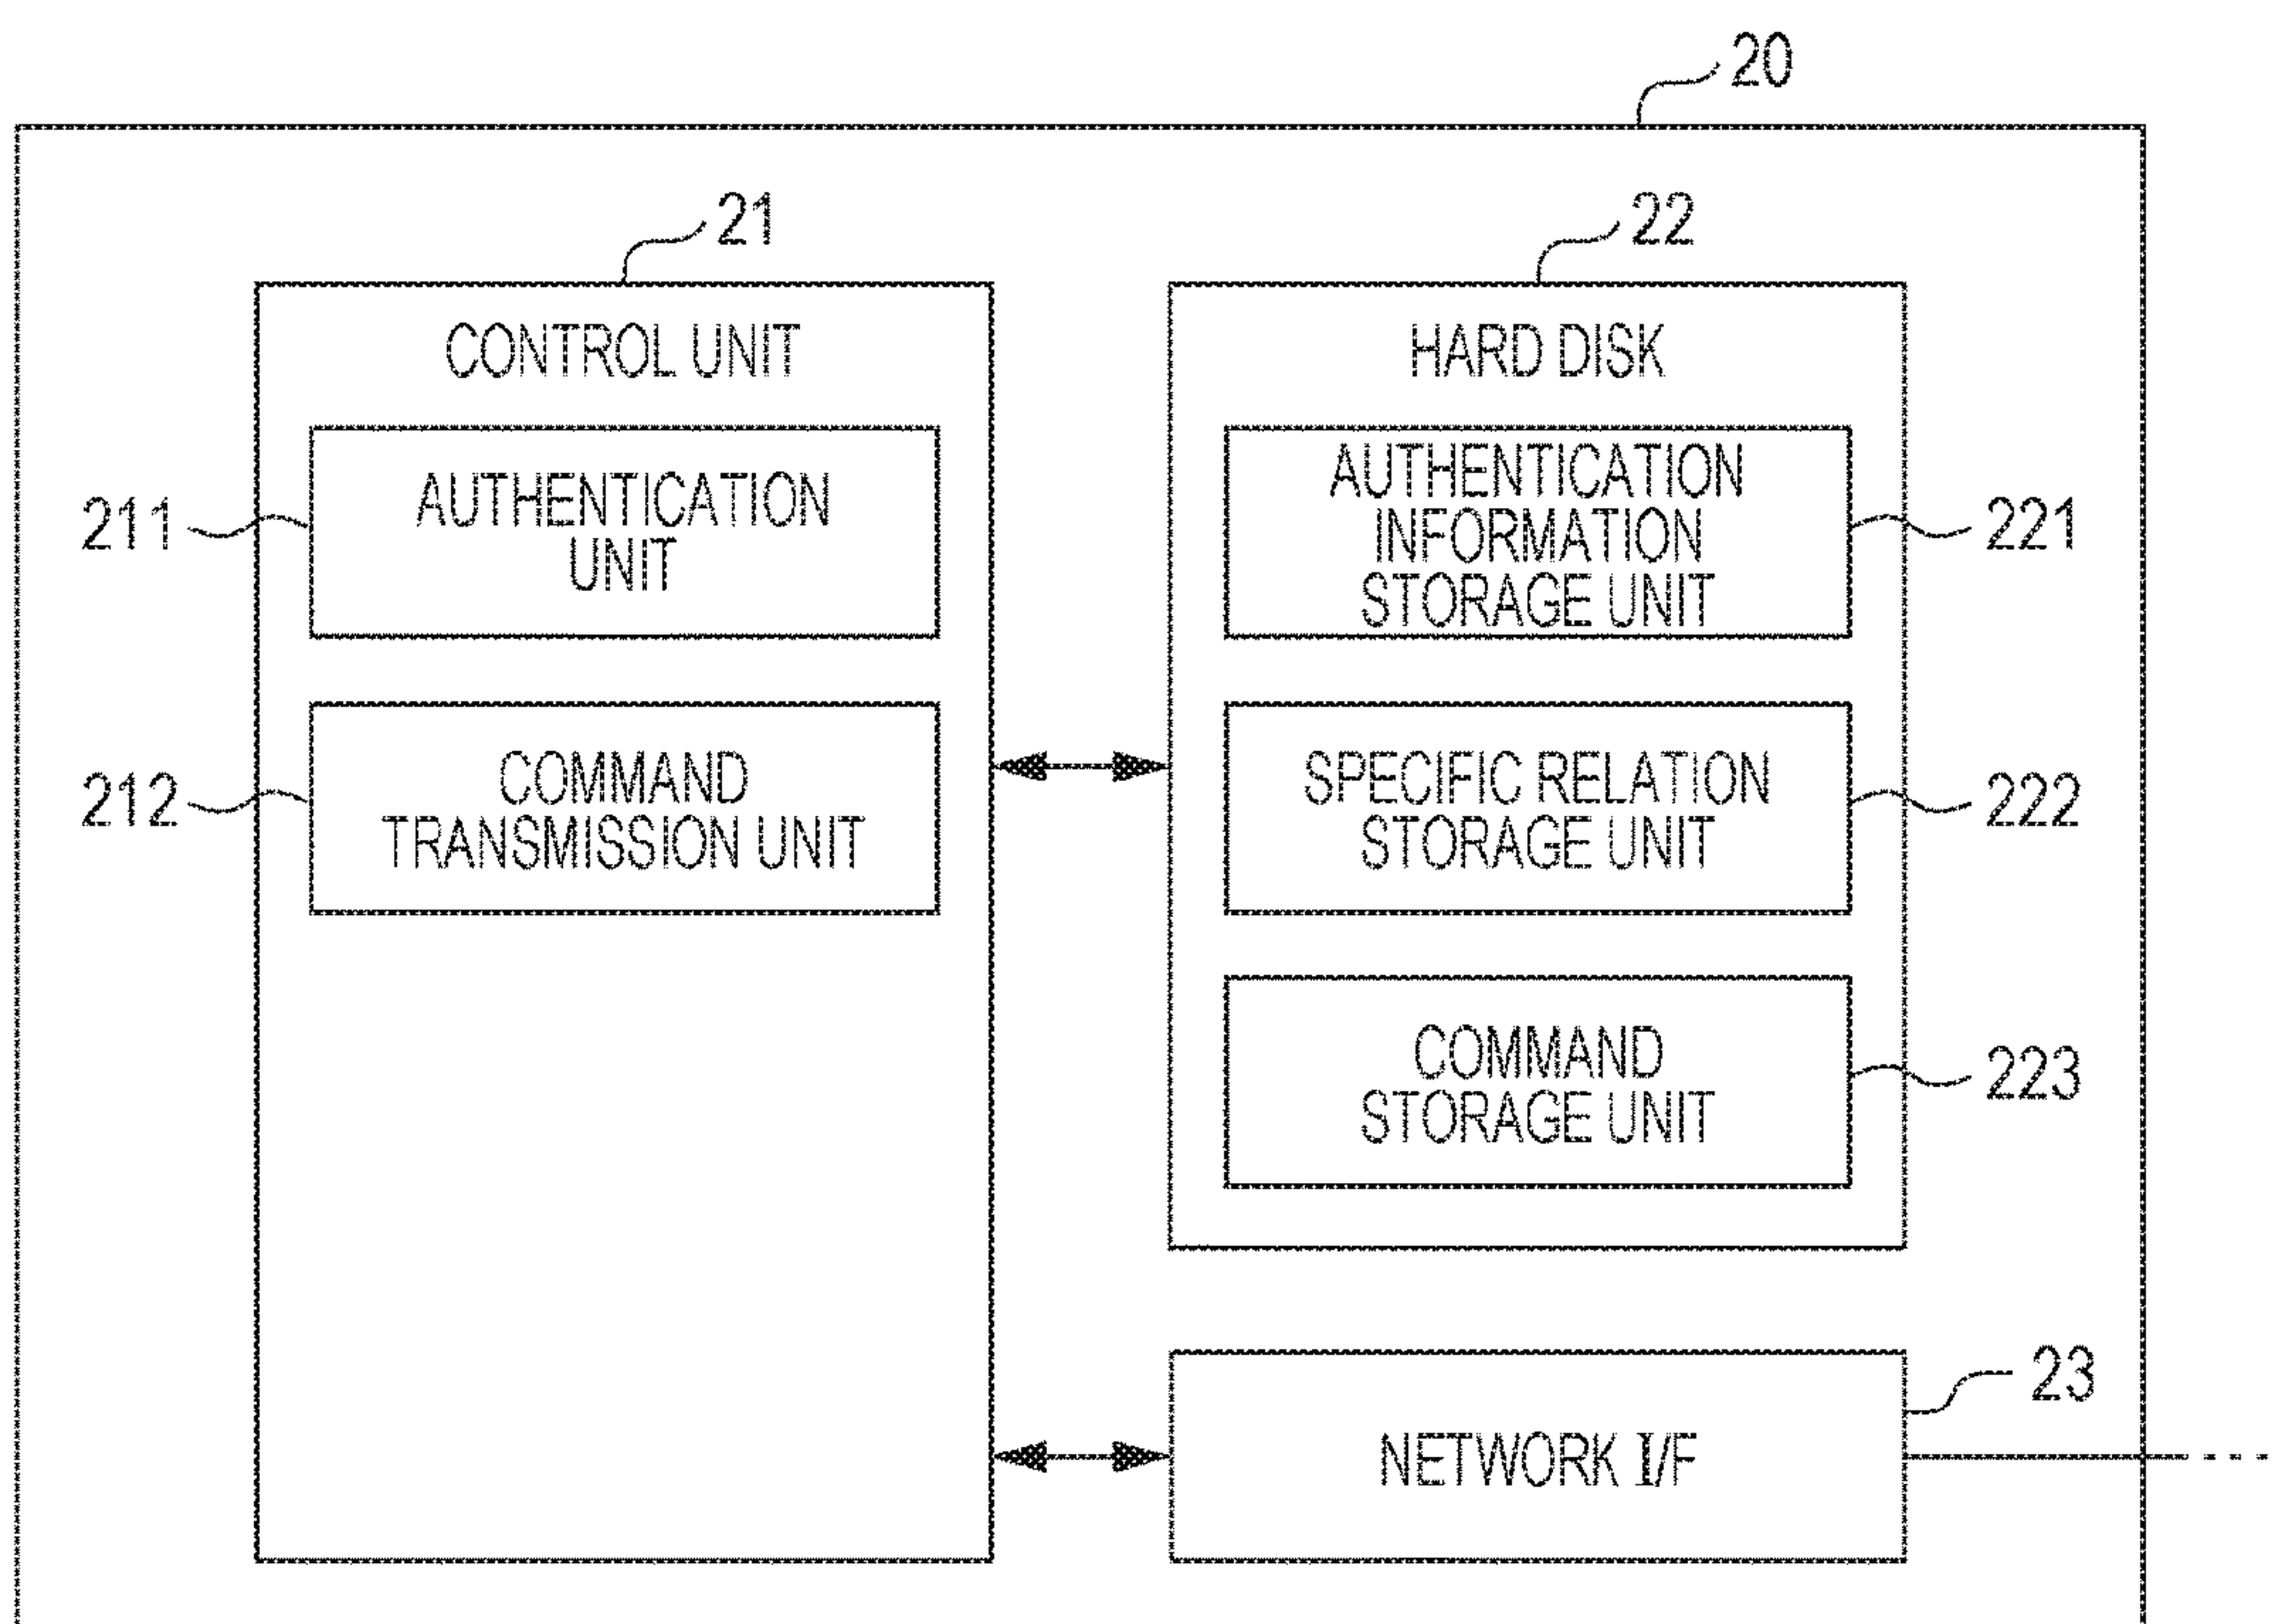 20
21
22
CONTROL UNIT
HARD DISK
211
AUTHENTICATION
UNIT
AUTHENTICATION
INFORMATION
STORAGE UNIT
221
212
COMMAND
TRANSMISSION UNIT
SPECIFIC RELATION
STORAGE UNIT
222
COMMAND
STORAGE UNIT
223
23
NETWORK I/F